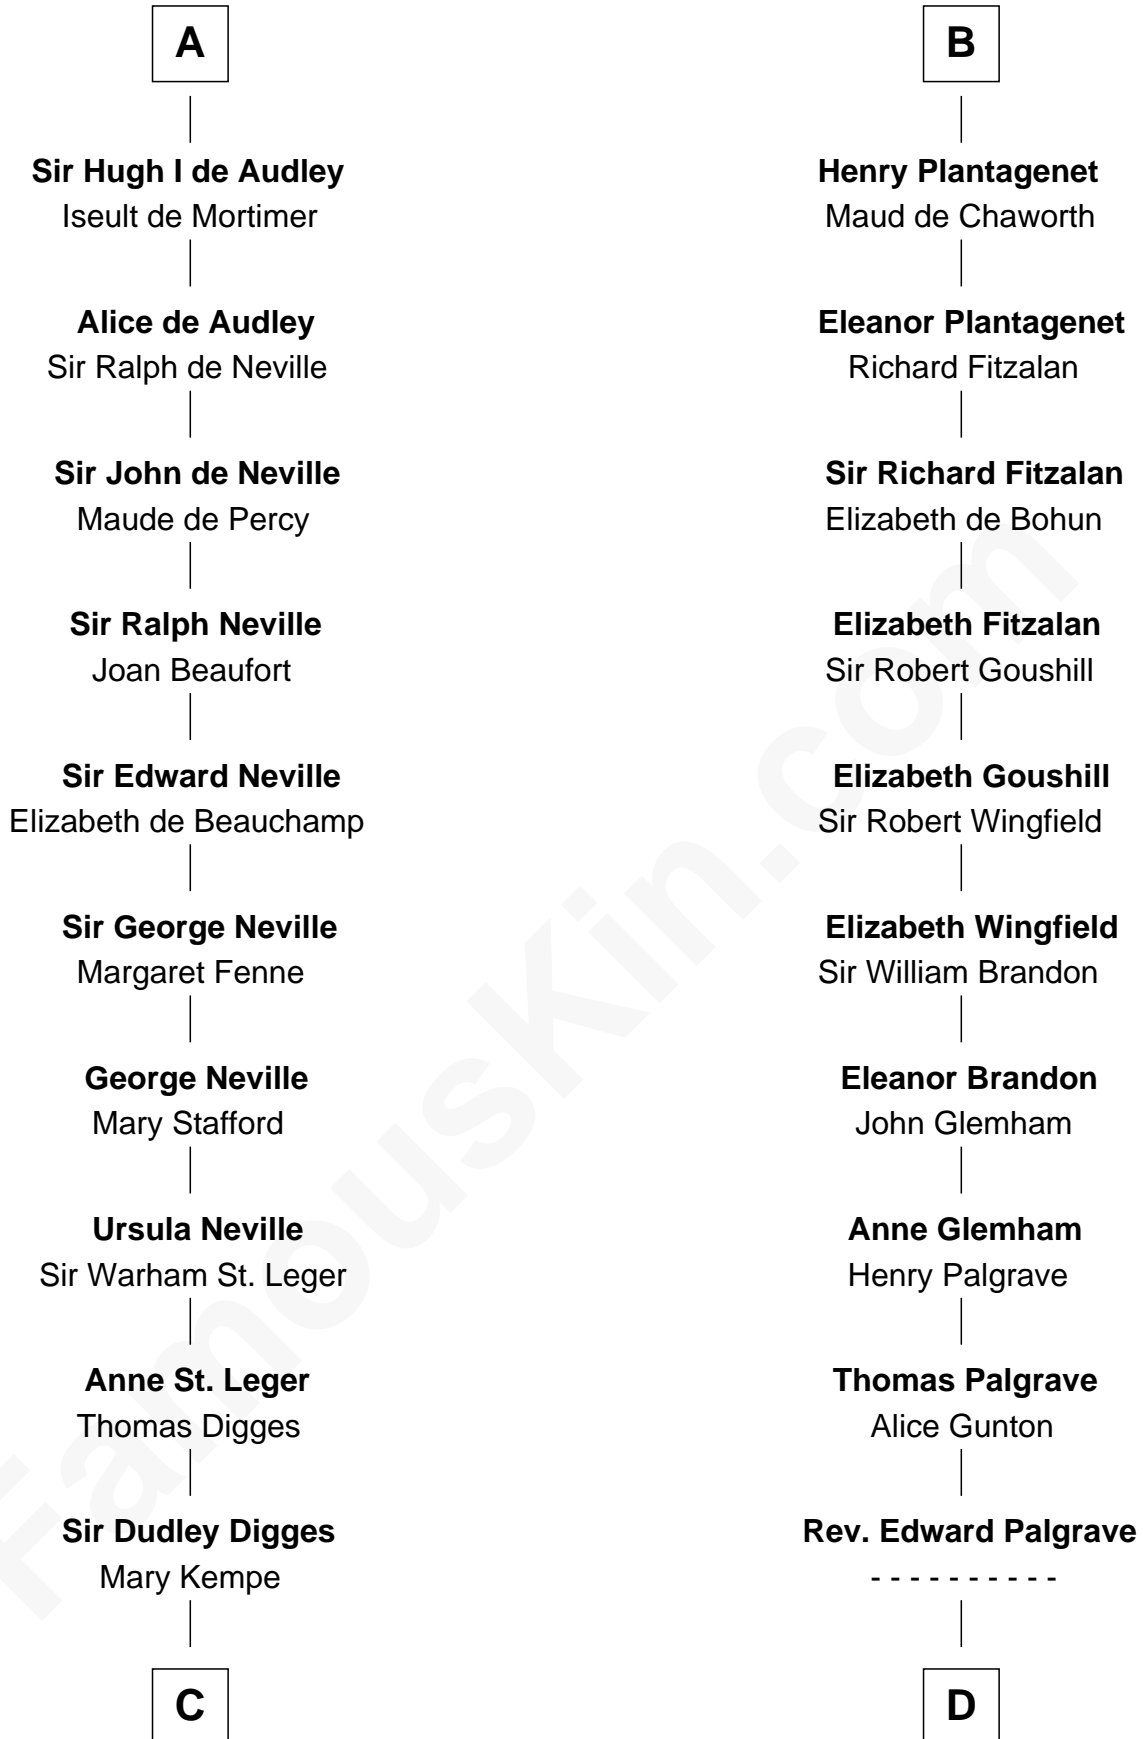 A
Sir Hugh I de Audley
Iseult de Mortimer
Alice de Audley
Sir Ralph de Neville
Sir John de Neville
Maude de Percy
Sir Ralph Neville
Joan Beaufort
Sir Edward Neville
Elizabeth de Beauchamp
Sir George Neville
Margaret Fenne
George Neville
Mary Stafford
Ursula Neville
Sir Warham St. Leger
Anne St. Leger
Thomas Digges
Sir Dudley Digges
Mary Kempe
C
B
Henry Plantagenet
Maud de Chaworth
Eleanor Plantagenet
Richard Fitzalan
Sir Richard Fitzalan
Elizabeth de Bohun
Elizabeth Fitzalan
Sir Robert Goushill
Elizabeth Goushill
Sir Robert Wingfield
Elizabeth Wingfield
Sir William Brandon
Eleanor Brandon
John Glemham
Anne Glemham
Henry Palgrave
Thomas Palgrave
Alice Gunton
Rev. Edward Palgrave
- - - - - - - - - -
D
FamousKin.com